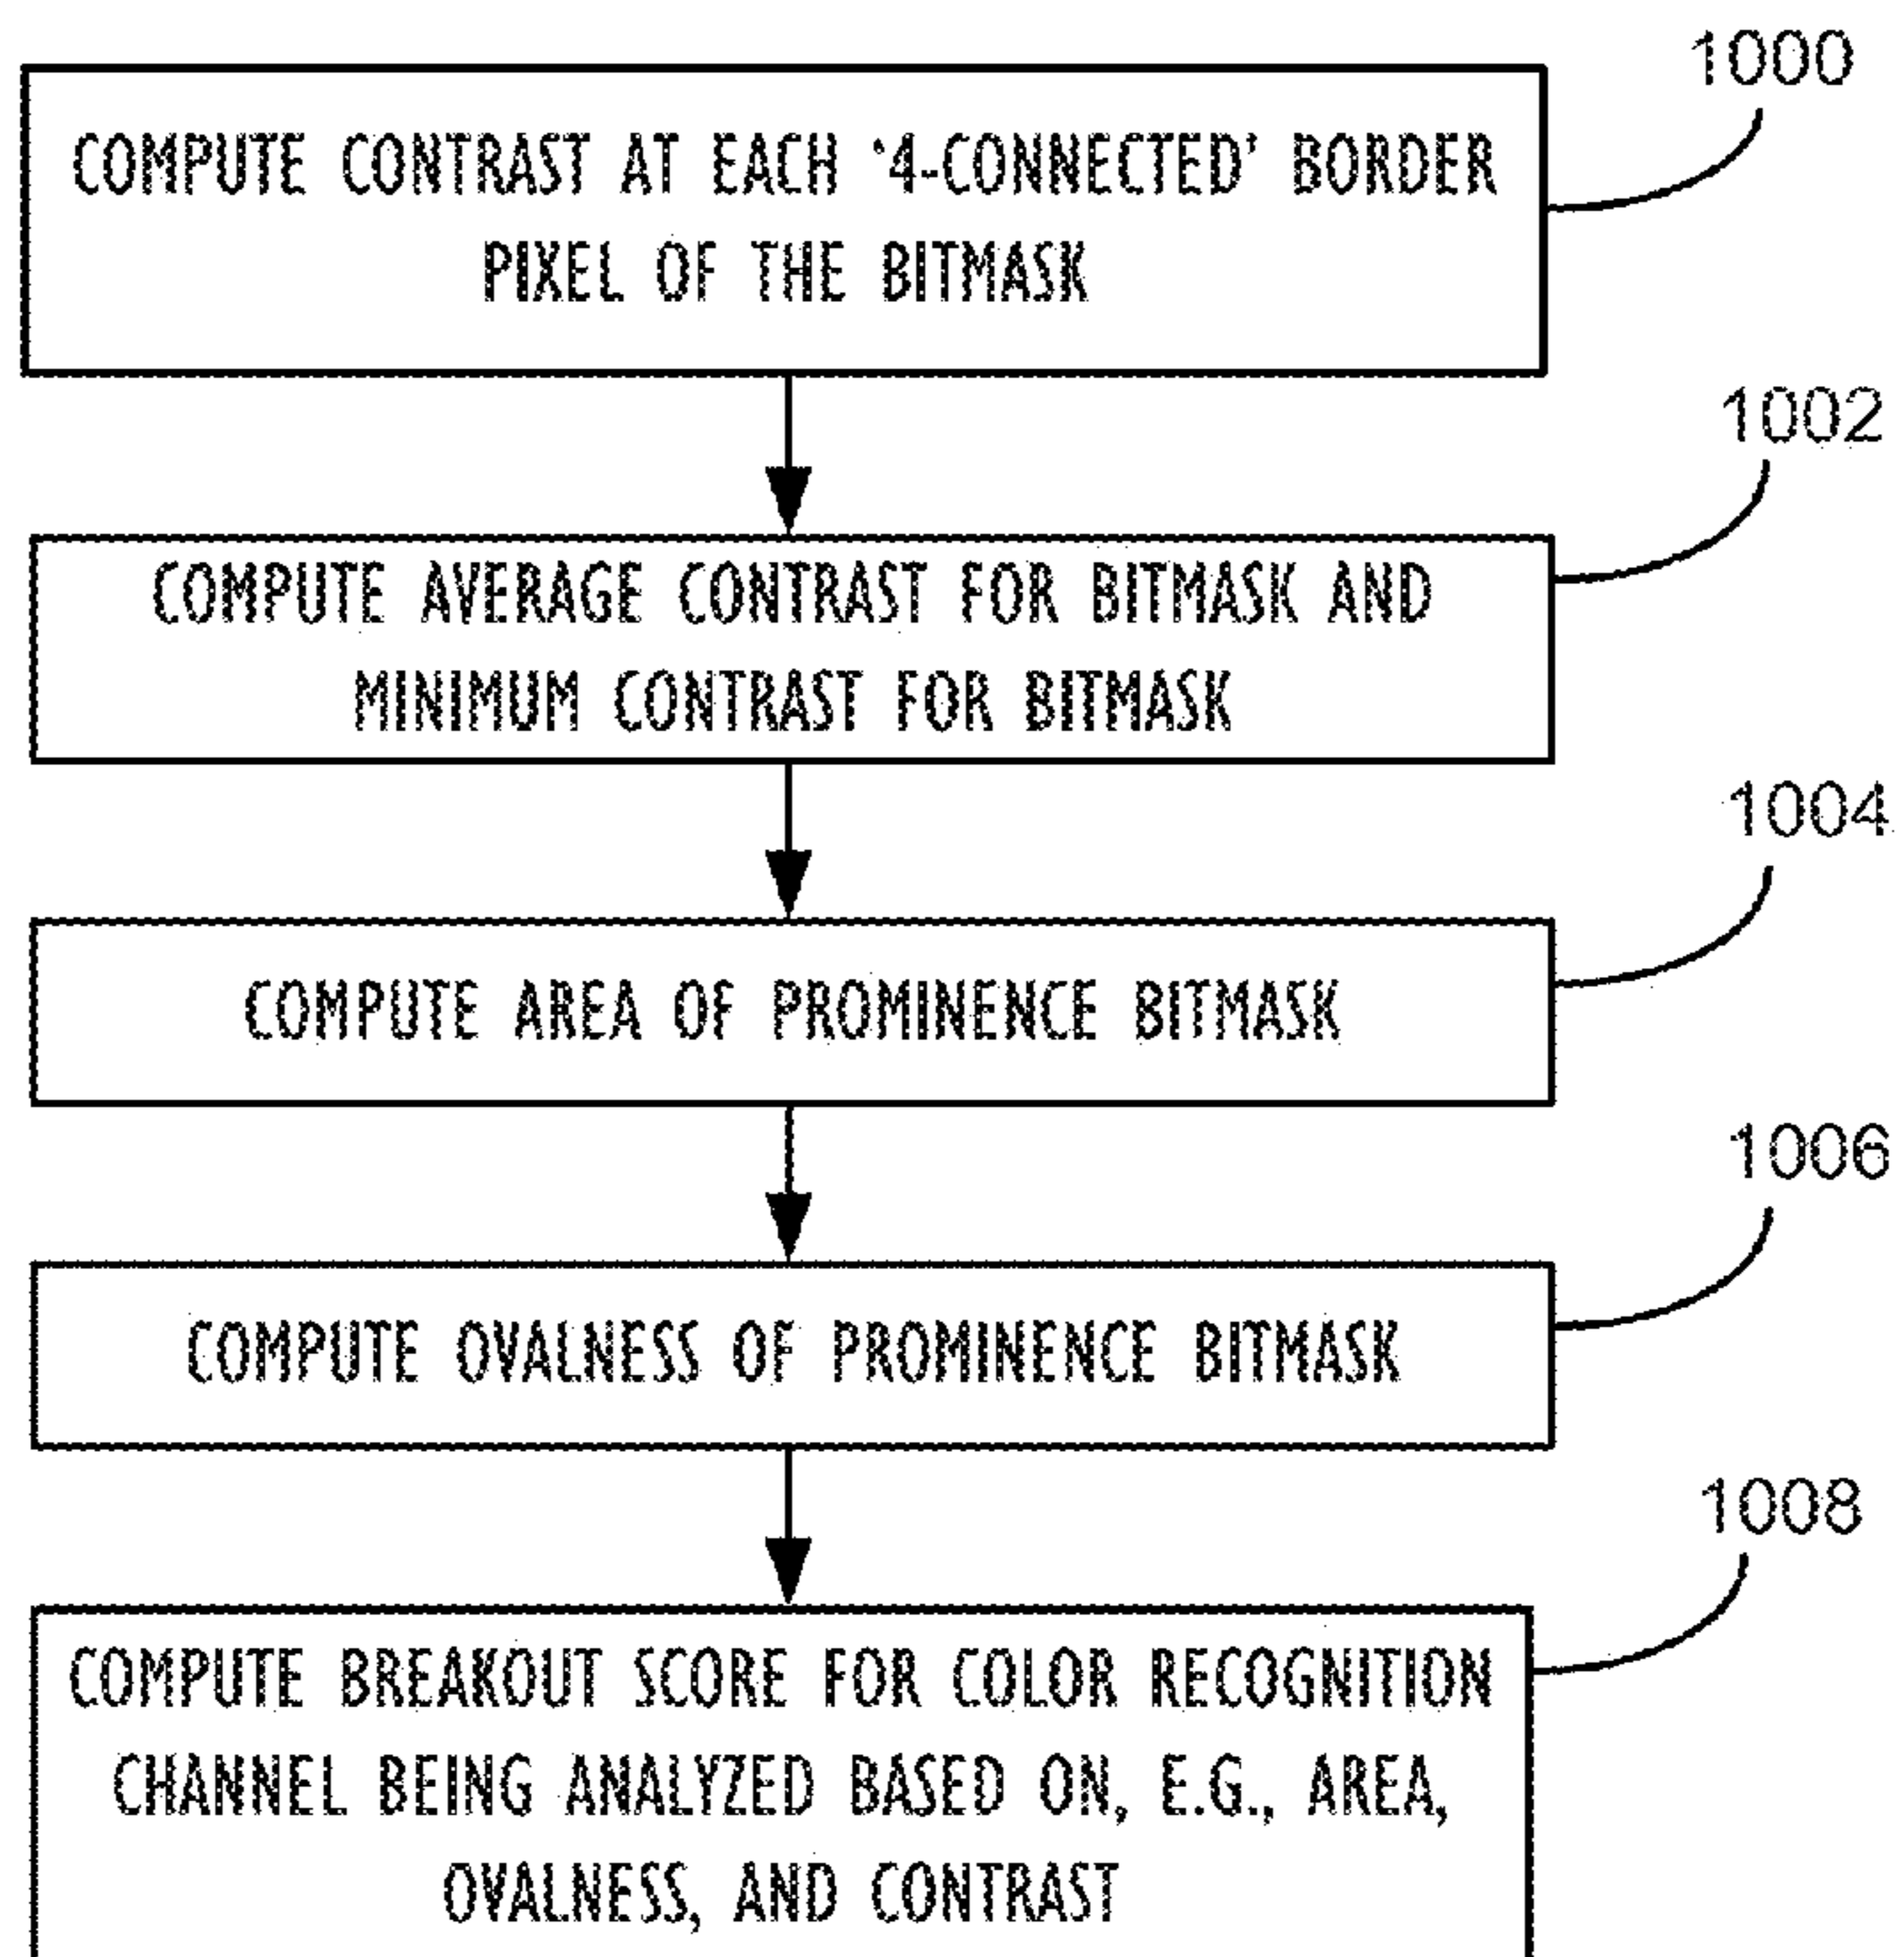 1000
COMPUTE CONTRAST AT EACH ‘4-CONNECTED’ BORDER
PIXEL OF THE BITMASK
1002
COMPUTE AVERAGE CONTRAST FOR BITMASK AND
MINIMUM CONTRAST FOR BITMASK
1004
COMPUTE AREA OF PROMINENCE BITMASK
1006
COMPUTE OVALNESS OF PROMINENCE BITMASK
1008
COMPUTE BREAKOUT SCORE FOR COLOR RECOGNITION
CHANNEL BEING ANALYZED BASED ON, E.G., AREA,
OVALNESS, AND CONTRAST